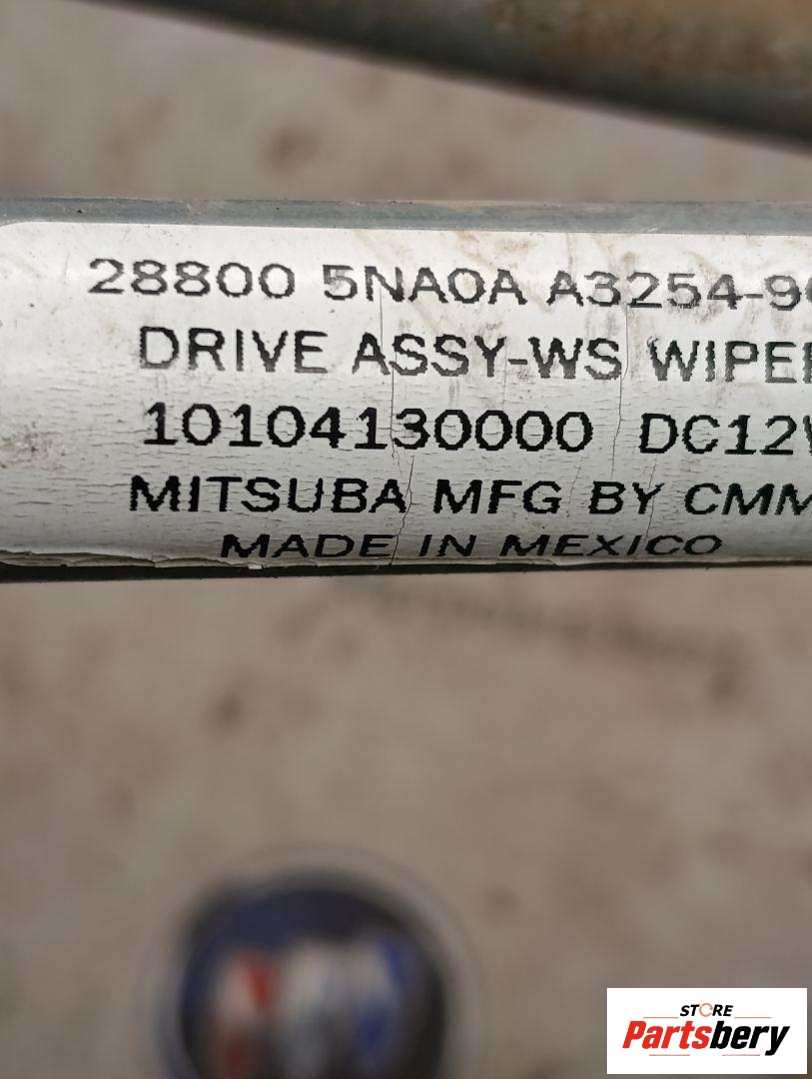 28800 5NA0A A3254-9
DRIVE ASSY-WS WIPE
10104130000 DC12
MITSUBA MFG BY CMM
MADE IN MEXICO
STORE
Partsbery